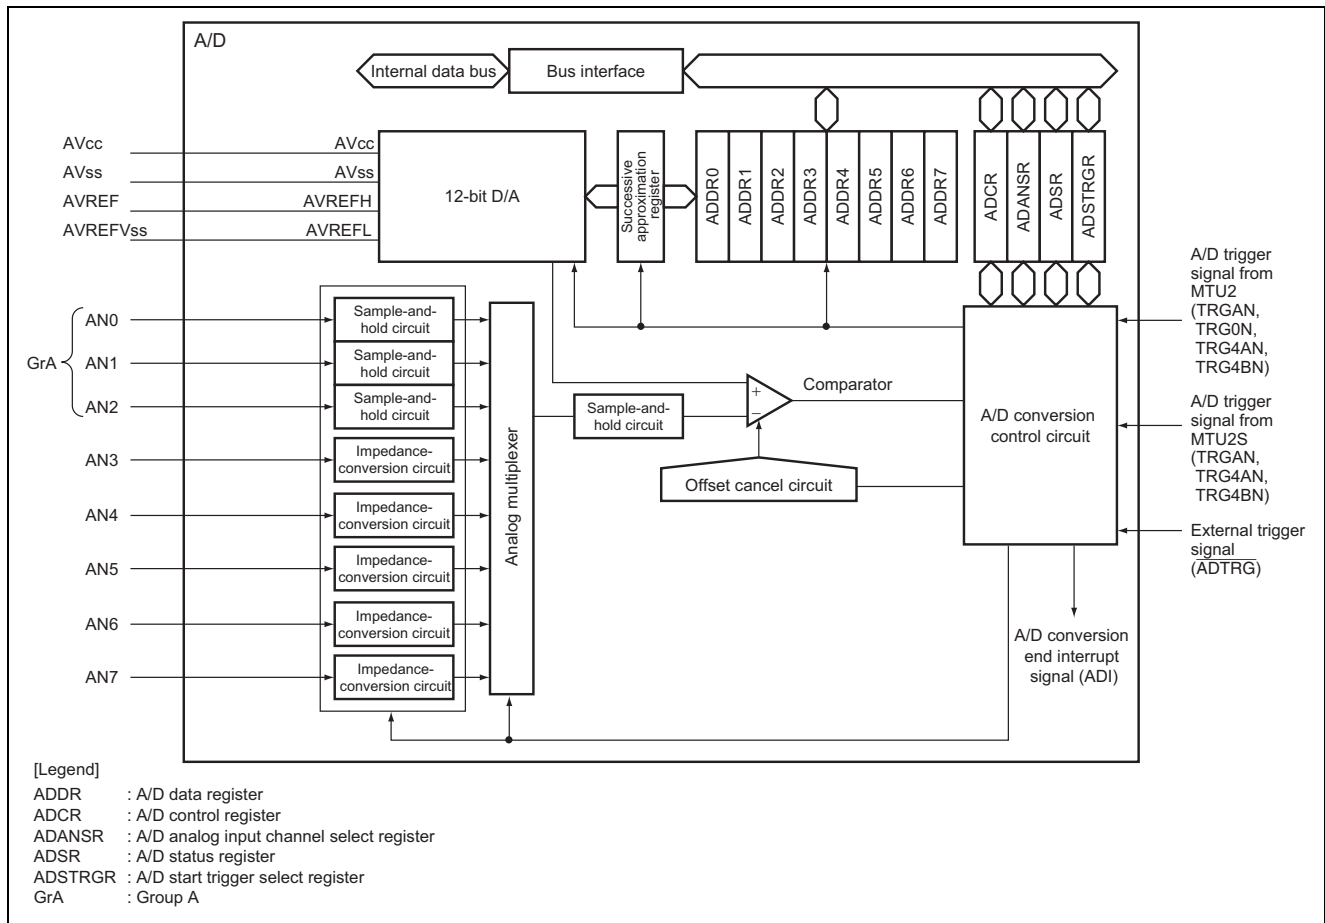 A/D
Internal data bus
Bus interface
AVcc
AVss
AVREF
AVREFVss
AVcc
AVss
AVREFH
AVREFL
12-bit D/A
Successive
approximation
register
ADDR0
ADDR1
ADDR2
ADDR3
ADDR4
ADDR5
ADDR6
ADDR7
ADCR
ADANSR
ADSR
ADSTRGR
GrA
AN0
AN1
AN2
AN3
AN4
AN5
AN6
AN7
Sample-and-
hold circuit
Sample-and-
hold circuit
Sample-and-
hold circuit
Impedance-
conversion circuit
Impedance-
conversion circuit
Impedance-
conversion circuit
Impedance-
conversion circuit
Impedance-
conversion circuit
Analog multiplexer
Sample-and-
hold circuit
+
−
Comparator
Offset cancel circuit
A/D conversion
control circuit
A/D trigger
signal from
MTU2
(TRGAN,
TRG0N,
TRG4AN,
TRG4BN)
A/D trigger
signal from
MTU2S
(TRGAN,
TRG4AN,
TRG4BN)
External trigger
signal
(ADTRG)
A/D conversion
end interrupt
signal (ADI)
[Legend]
ADDR : A/D data register
ADCR : A/D control register
ADANSR : A/D analog input channel select register
ADSR : A/D status register
ADSTRGR : A/D start trigger select register
GrA : Group A